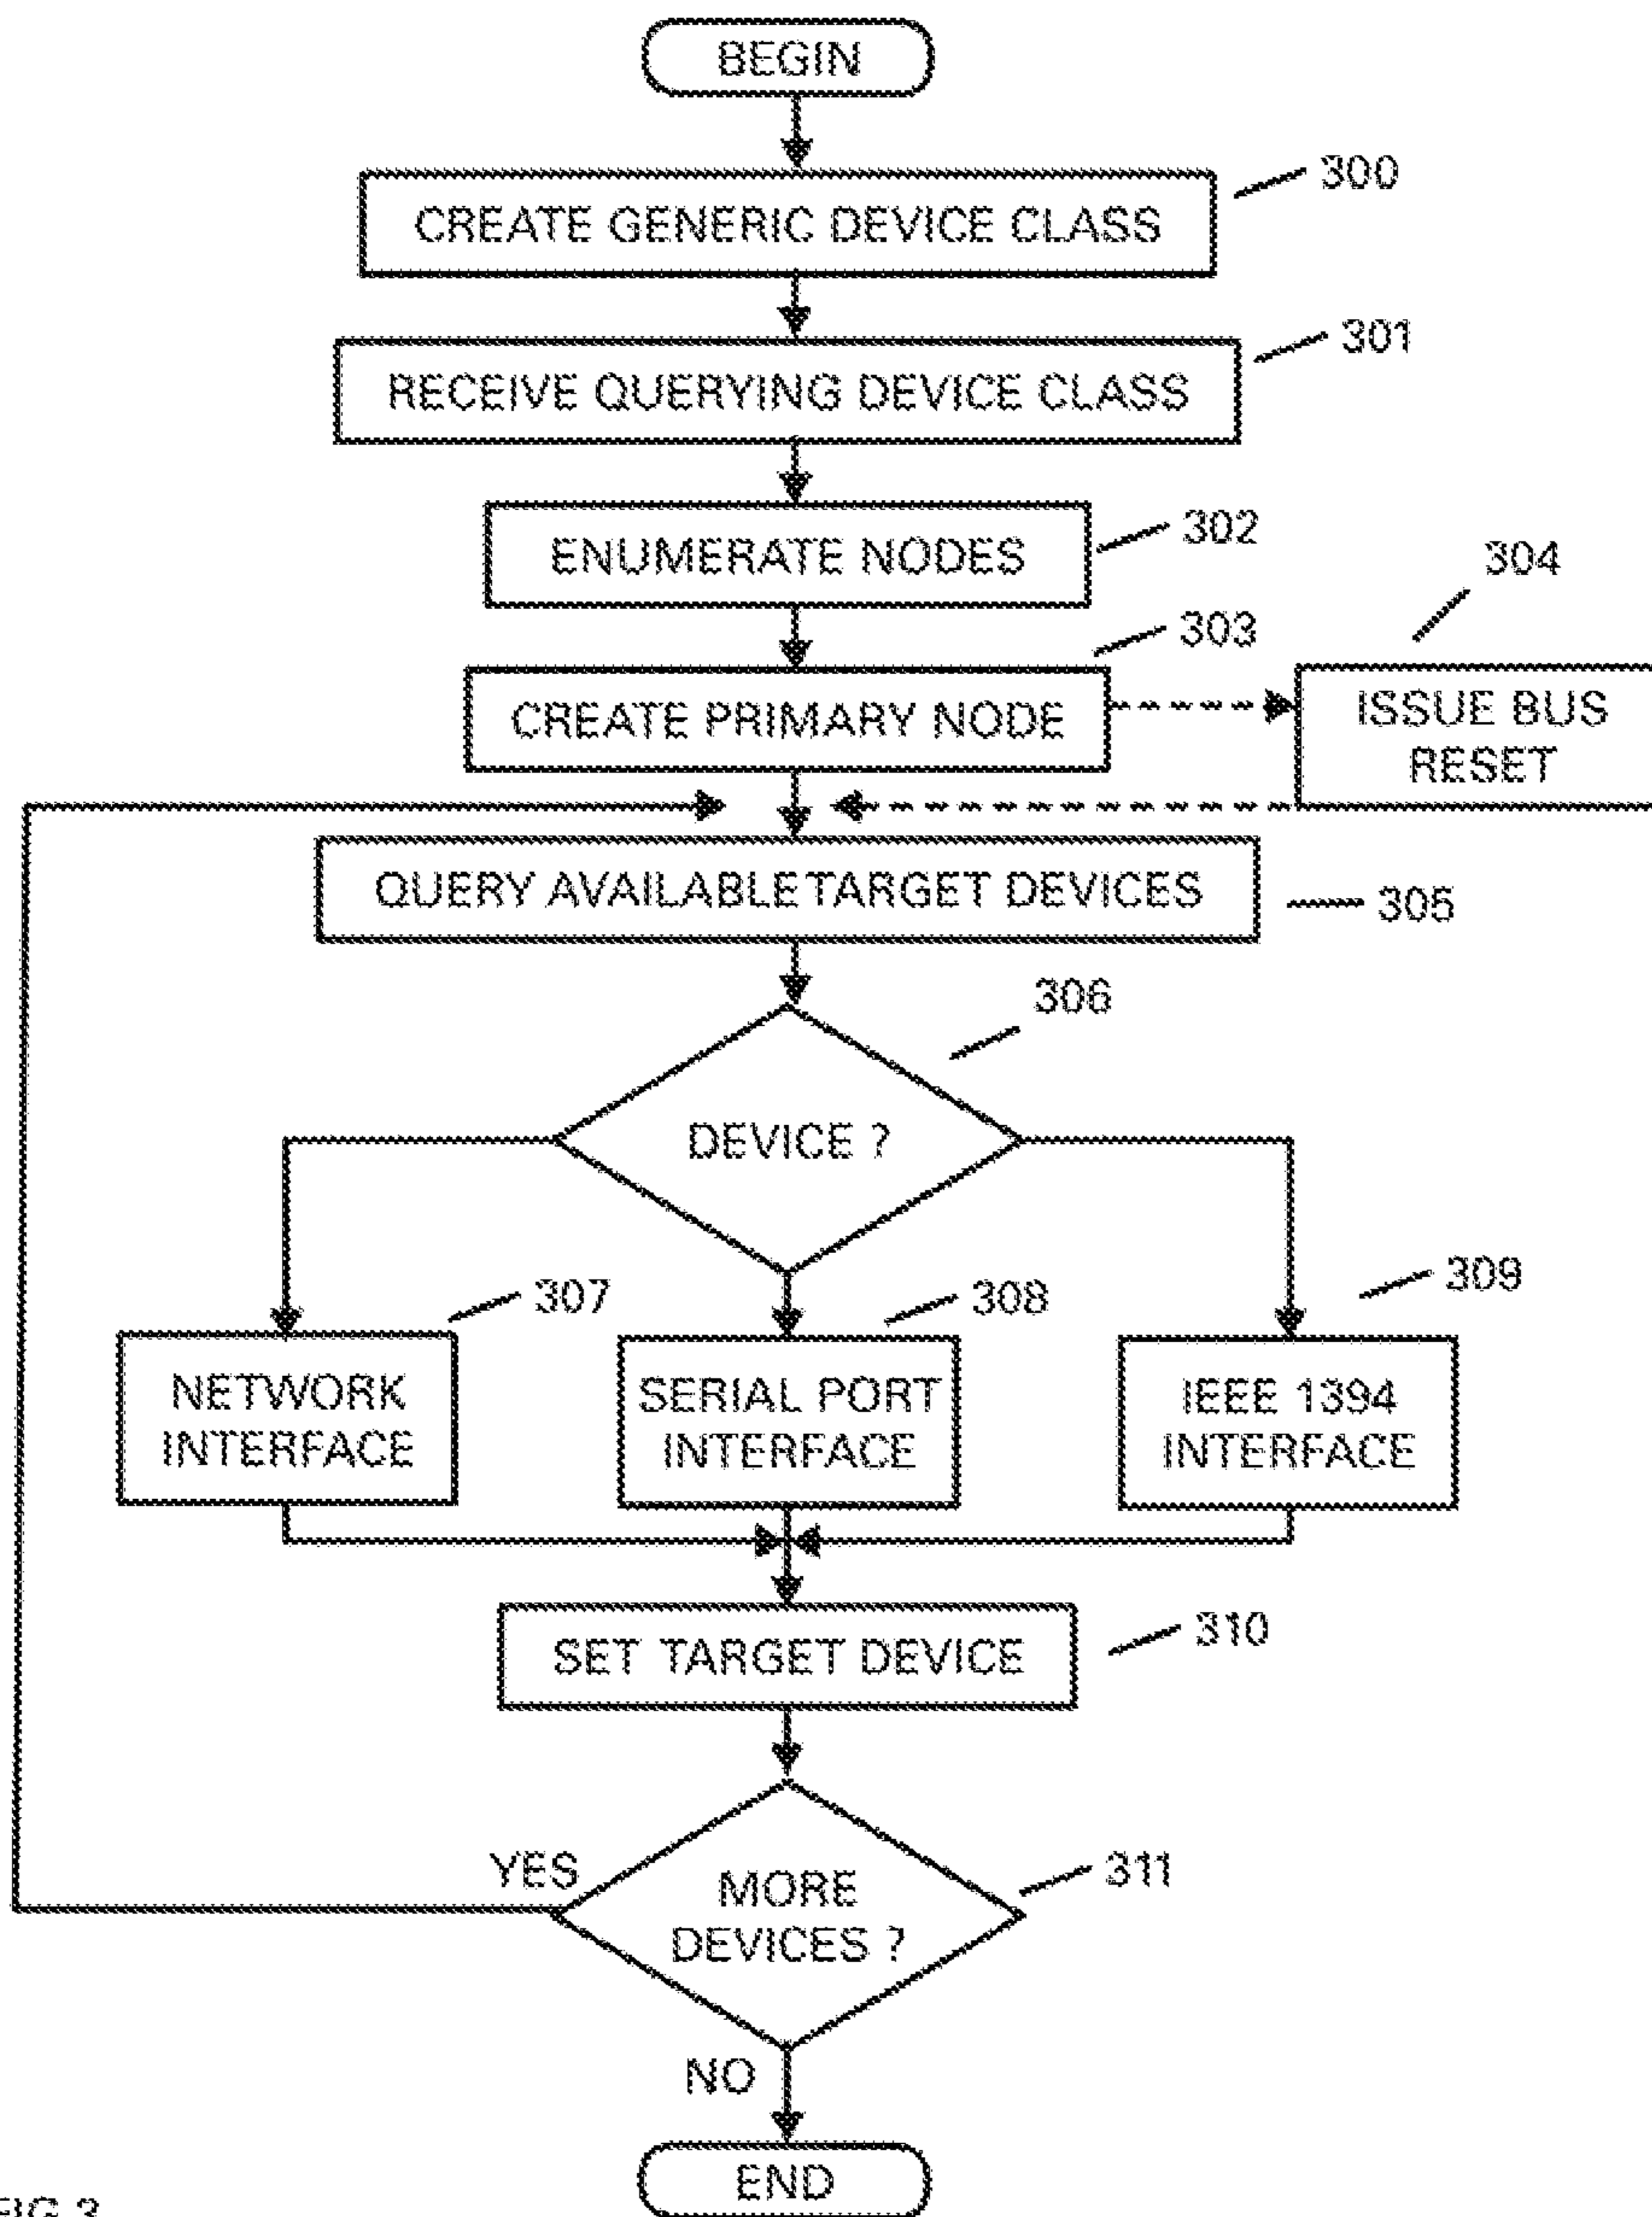 BEGIN
300
CREATE GENERIC DEVICE CLASS
301
RECEIVE QUERYING DEVICE CLASS
302
ENUMERATE NODES
304
303
CREATE PRIMARY NODE
ISSUE BUS
RESET
QUERY AVAILABLE TARGET DEVICES
305
306
DEVICE ?
307
308
309
NETWORK
INTERFACE
SERIAL PORT
INTERFACE
IEEE 1394
INTERFACE
310
SET TARGET DEVICE
YES
311
MORE
DEVICES ?
NO
END
FIG 3